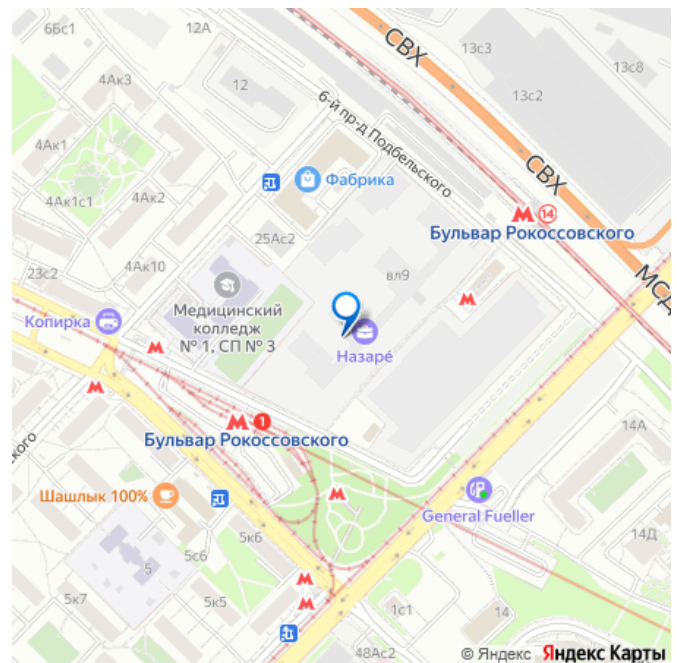 6Бс1
4Ак3
12А
12
СВХ
13с3
13с8
13с2
4Ак1
6-й пр-д Подбельского
Фабрика
СВХ
4Ак1с1
4Ак2
М 14
Бульвар Рокоссовского
25Ас2
23с2
4Ак10
вл9
МСД
Медицинский
колледж
№ 1, СП № 3
Копирка
Назаре́
М 1
Бульвар Рокоссовского
14А
кого
Шашлык 100%
General Fueller
5к6
14Д
5с6
5
5к7
5к5
1с1
14
48Ас2
© Яндекс Яндекс Карты